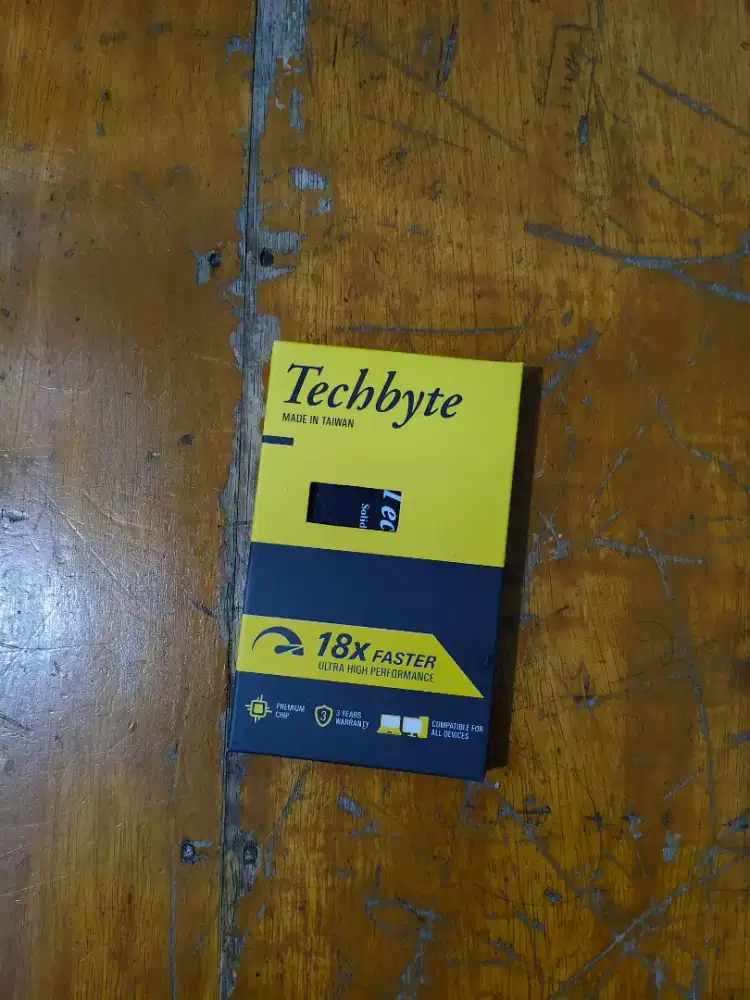 Techbyte
MADE IN TAIWAN
Tec
Solid
18x FASTER
ULTRA HIGH PERFORMANCE
PREMIUM
CHIP
3
3 YEARS
WARRANTY
COMPATIBLE FOR
ALL DEVICES